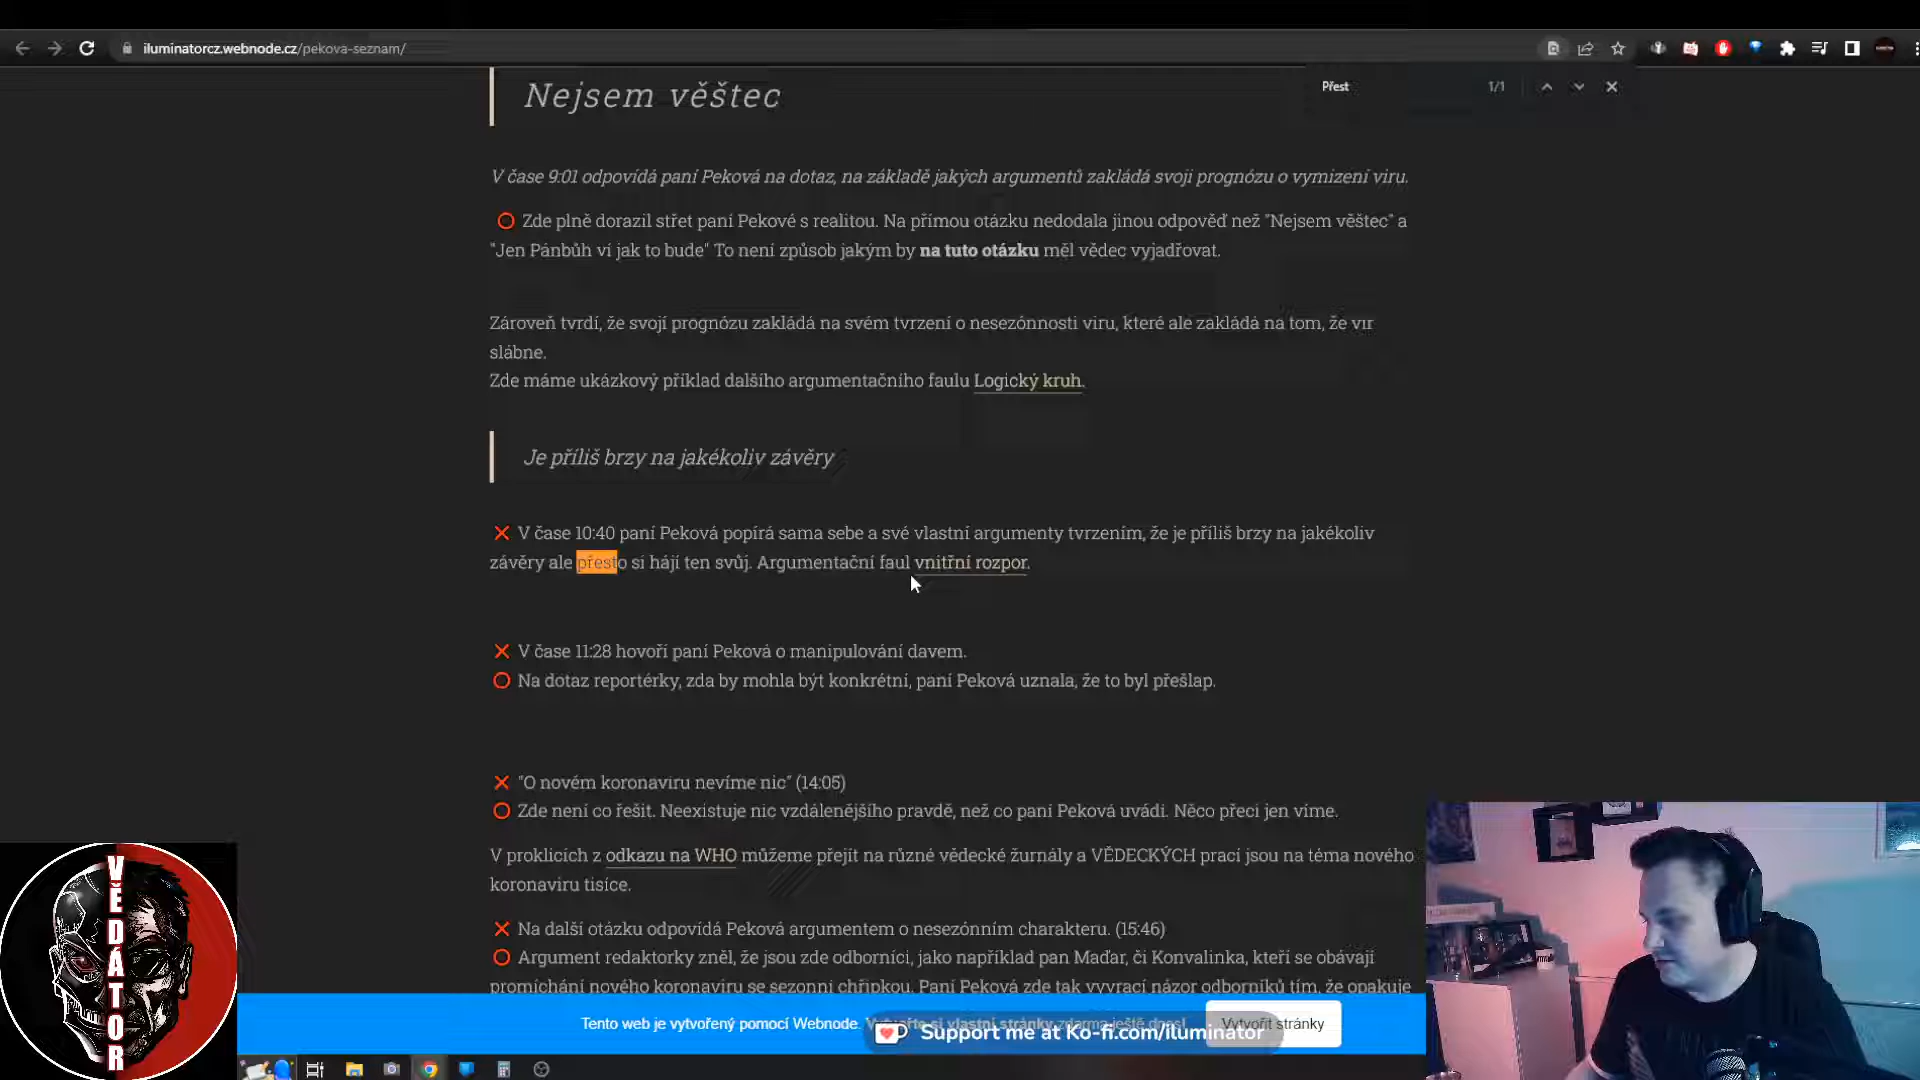 iluminatorcz.webnode.cz/pekova-seznam/
Přest
1/1
Nejsem věštec
V čase 9:01 odpovídá paní Peková na dotaz, na základě jakých argumentů zakládá svoji prognózu o vymizení viru.
Zde plně dorazil střet paní Pekové s realitou. Na přímou otázku nedodala jinou odpověď než "Nejsem věštec" a
"Jen Pánbůh ví jak to bude" To není způsob jakým by na tuto otázku měl vědec vyjadřovat.
Zároveň tvrdí, že svojí prognózu zakládá na svém tvrzení o nesezónnosti viru, které ale zakládá na tom, že vir
slábne.
Zde máme ukázkový příklad dalšího argumentačního faulu Logický kruh.
Je příliš brzy na jakékoliv závěry
V čase 10:40 paní Peková popírá sama sebe a své vlastní argumenty tvrzením, že je příliš brzy na jakékoliv
závěry ale přesto si hájí ten svůj. Argumentační faul vnitřní rozpor.
V čase 11:28 hovoří paní Peková o manipulování davem.
Na dotaz reportérky, zda by mohla být konkrétní, paní Peková uznala, že to byl přešlap.
"O novém koronaviru nevíme nic" (14:05)
Zde není co řešit. Neexistuje nic vzdálenějšího pravdě, než co paní Peková uvádí. Něco přeci jen víme.
V proklicích z odkazu na WHO můžeme přejít na různé vědecké žurnály a VĚDECKÝCH prací jsou na téma nového
koronaviru tisíce.
Na další otázku odpovídá Peková argumentem o nesezónním charakteru. (15:46)
Argument redaktorky zněl, že jsou zde odborníci, jako například pan Maďar, či Konvalinka, kteří se obávají
promíchání nového koronaviru se sezonní chřipkou. Paní Peková zde tak vyvrací názor odborníků tím, že opakuje
Tento web je vytvořený pomocí Webnode. Vytvořte si vlastní stránky zdarma ještě dnes!
Vytvořit stránky
Support me at Ko-fi.com/iluminator
VĚDÁTOR